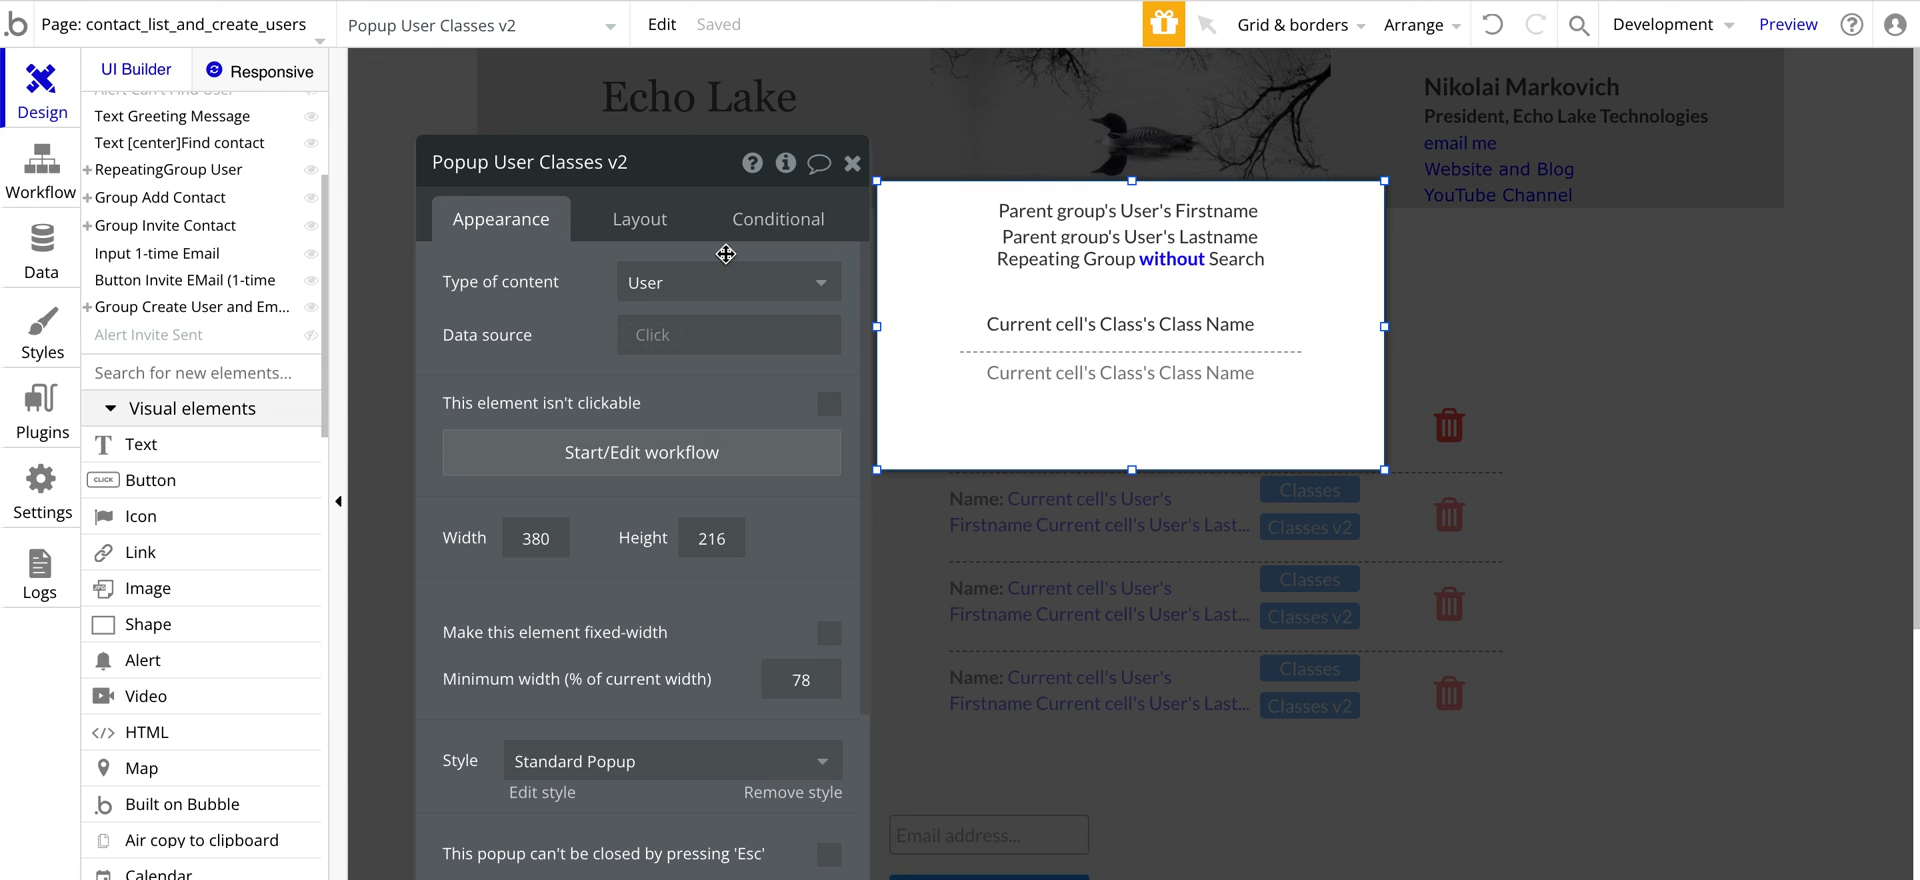 Page: contact_list_and_create_users
Popup User Classes v2
Edit
Saved
Grid & borders
Arrange
Development
Preview
UI Builder
Responsive
Design
Workflow
Data
Styles
Plugins
Settings
Logs
Alert Can't Find User
Text Greeting Message
Text [center]Find contact
RepeatingGroup User
Group Add Contact
Group Invite Contact
Input 1-time Email
Button Invite EMail (1-time
Group Create User and Em...
Alert Invite Sent
Search for new elements...
Visual elements
Text
CLICK
Button
Icon
Link
Image
Shape
Alert
Video
HTML
Map
Built on Bubble
Air copy to clipboard
Calendar
Echo Lake
Nikolai Markovich
President, Echo Lake Technologies
email me
Website and Blog
YouTube Channel
Popup User Classes v2
Appearance
Layout
Conditional
Type of content
User
Data source
Click
This element isn't clickable
Start/Edit workflow
Width
380
Height
216
Make this element fixed-width
Minimum width (% of current width)
78
Style
Standard Popup
Edit style
Remove style
This popup can't be closed by pressing 'Esc'
Parent group's User's Firstname
Parent group's User's Lastname
Repeating Group without Search
Current cell's Class's Class Name
Current cell's Class's Class Name
Name: Current cell's User's
Firstname Current cell's User's Last...
Classes
Classes v2
Name: Current cell's User's
Firstname Current cell's User's Last...
Classes
Classes v2
Name: Current cell's User's
Firstname Current cell's User's Last...
Classes
Classes v2
Email address...